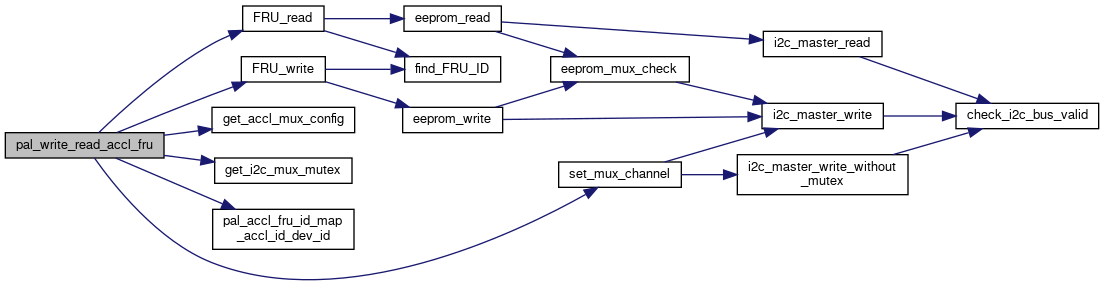 FRU_read
eeprom_read
i2c_master_read
FRU_write
find_FRU_ID
eeprom_mux_check
get_accl_mux_config
eeprom_write
i2c_master_write
check_i2c_bus_valid
pal_write_read_accl_fru
get_i2c_mux_mutex
set_mux_channel
i2c_master_write_without
_mutex
pal_accl_fru_id_map
_accl_id_dev_id